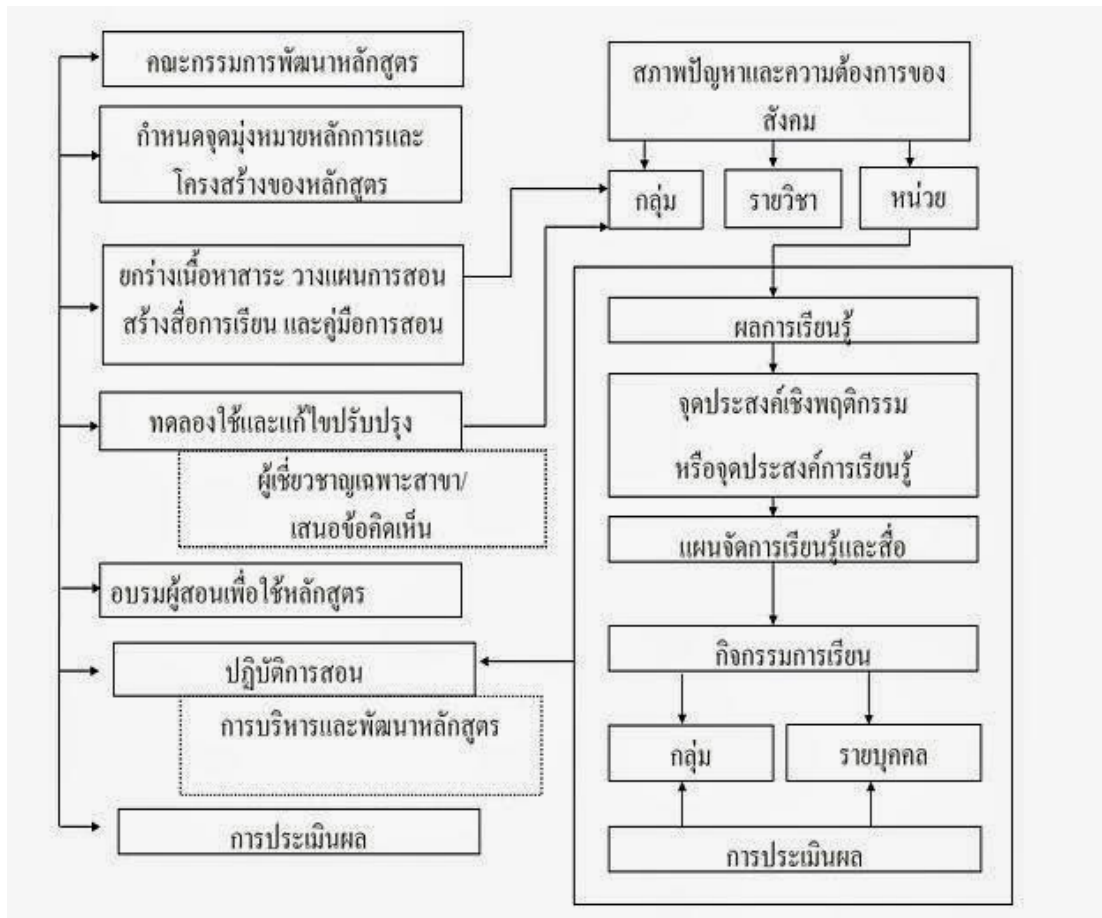 คณะกรรมการพัฒนาหลักสูตร
กำหนดจุดมุ่งหมายหลักการและ
โครงสร้างของหลักสูตร
ยกร่างเนื้อหาสาระ วางแผนการสอน
สร้างสื่อการเรียน และคู่มือการสอน
ทดลองใช้และแก้ไขปรับปรุง
ผู้เชี่ยวชาญเฉพาะสาขา/
เสนอข้อคิดเห็น
อบรมผู้สอนเพื่อใช้หลักสูตร
ปฏิบัติการสอน
การบริหารและพัฒนาหลักสูตร
การประเมินผล
สภาพปัญหาและความต้องการของ
สังคม
กลุ่ม
รายวิชา
หน่วย
ผลการเรียนรู้
จุดประสงค์เชิงพฤติกรรม
หรือจุดประสงค์การเรียนรู้
แผนจัดการเรียนรู้และสื่อ
กิจกรรมการเรียน
กลุ่ม
รายบุคคล
การประเมินผล